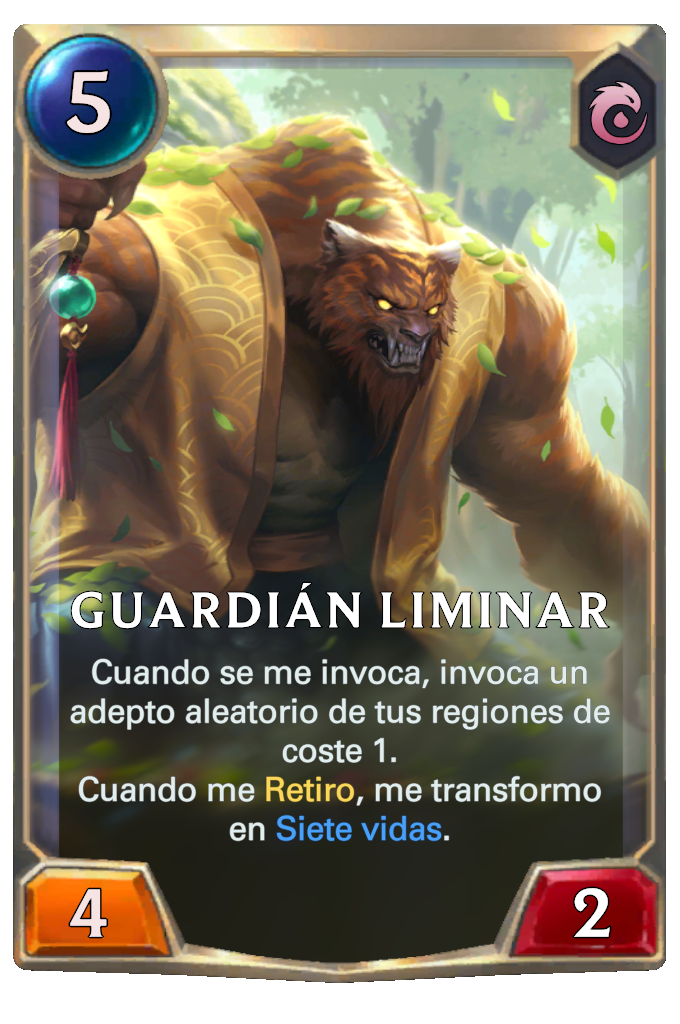 5
GUARDIÁN LIMINAR
Cuando se me invoca, invoca un
adepto aleatorio de tus regiones de
coste 1.
Cuando me Retiro, me transformo
en Siete vidas.
4
2